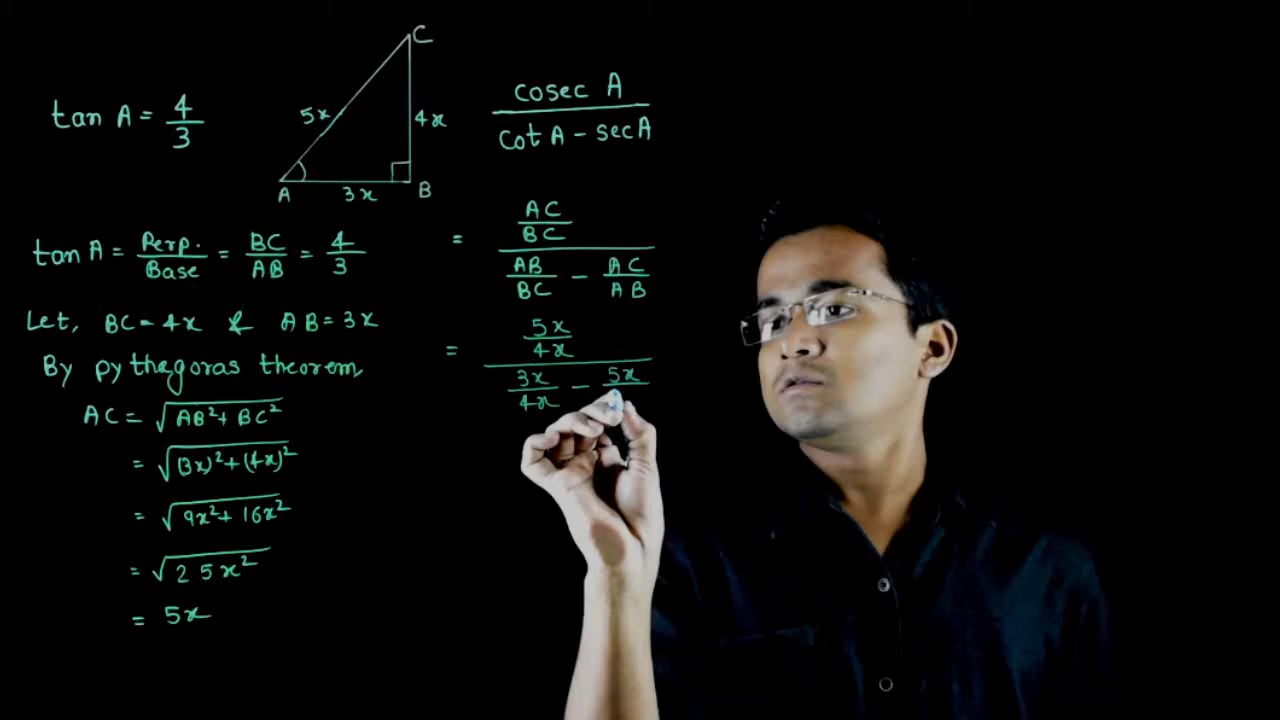 tan A = 4/3
C
5x
4x
A
3x
B
cosec A / cot A - sec A
tan A = Perp./Base = BC/AB = 4/3
Let, BC = 4x & AB = 3x
By pythegoras theorem
AC = √AB² + BC²
= √(3x)² + (4x)²
= √9x² + 16x²
= √25x²
= 5x
= AC/BC / AB/BC - AC/AB
= 5x/4x / 3x/4x - 5x